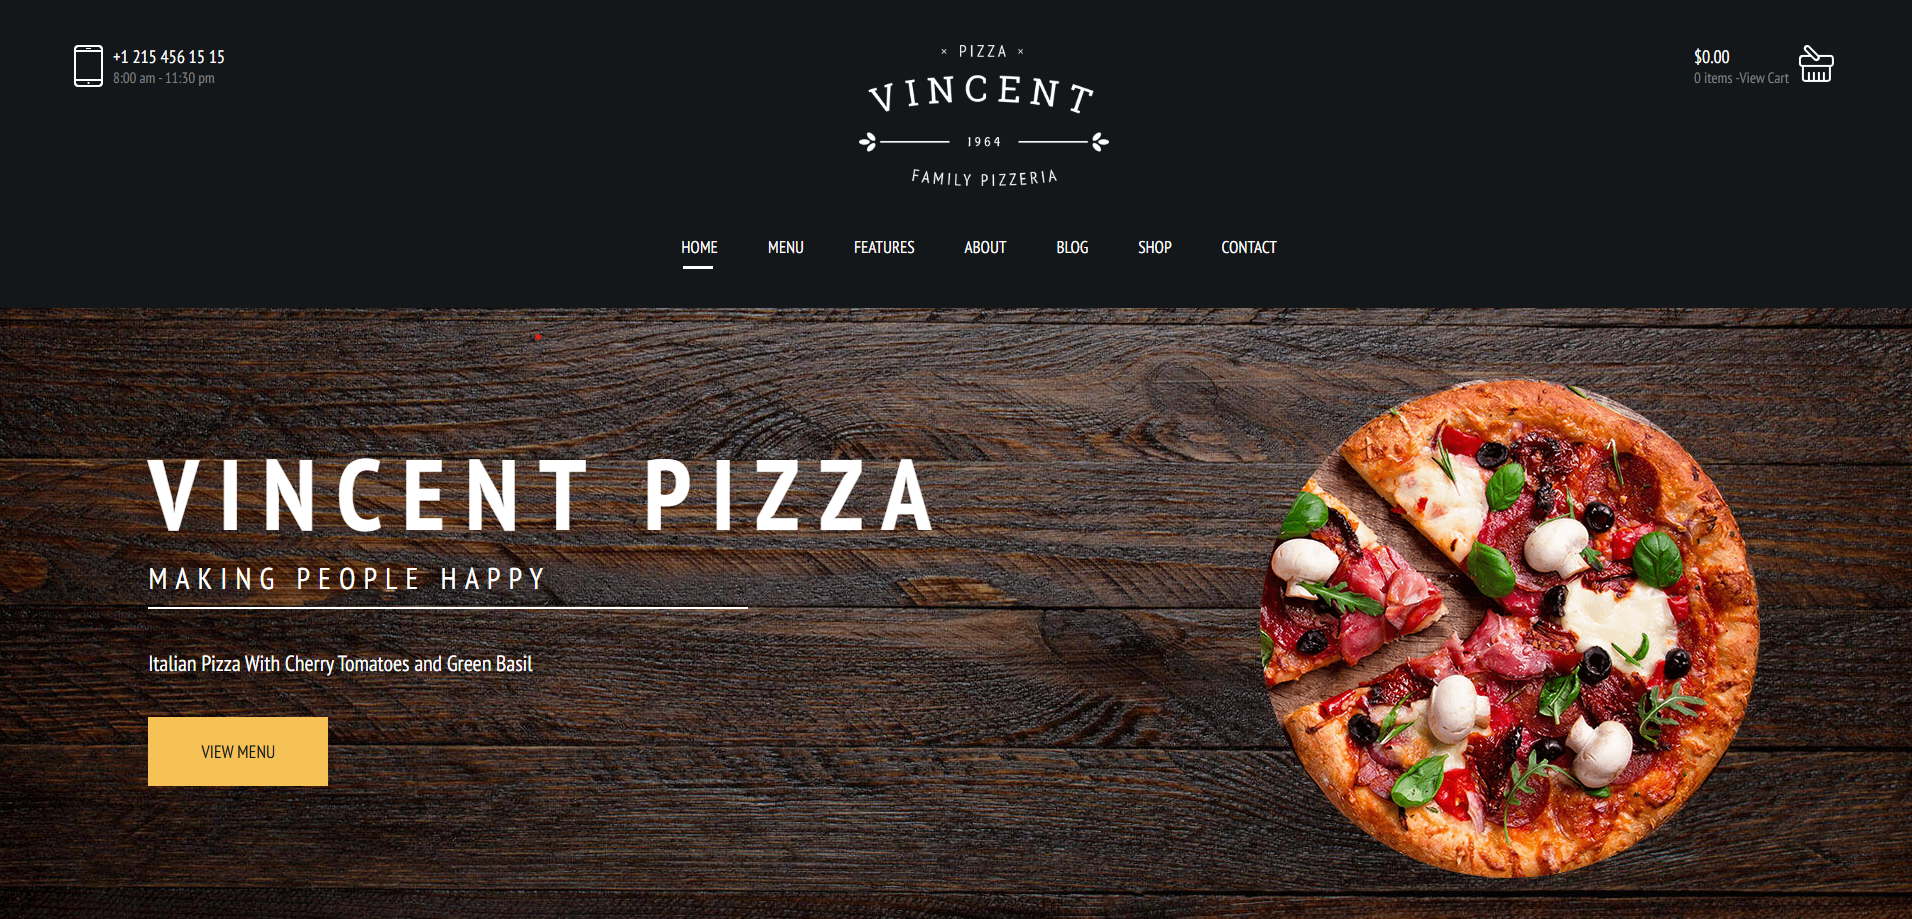 +1 215 456 15 15
8:00 am - 11:30 pm
× PIZZA ×
VINCENT
1964
FAMILY PIZZERIA
$0.00
0 items -View Cart
HOME MENU FEATURES ABOUT BLOG SHOP CONTACT
VINCENT PIZZA
MAKING PEOPLE HAPPY
Italian Pizza With Cherry Tomatoes and Green Basil
VIEW MENU